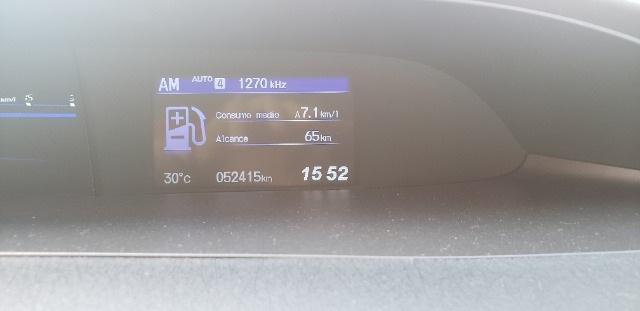 AM AUTO 4 1270 kHz
Consumo medio A7.1 km/l
Alcance 65 km
30°c 052415 km 15 52